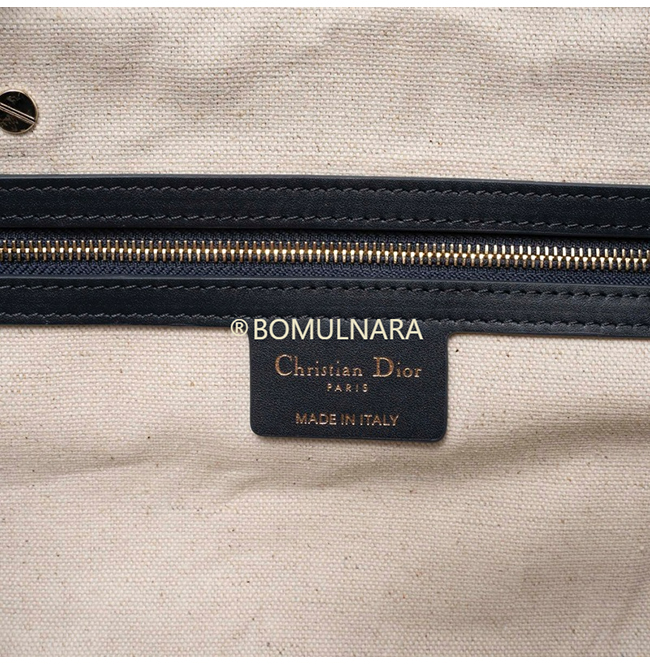 ® BOMULNARA
Christian Dior
PARIS
MADE IN ITALY